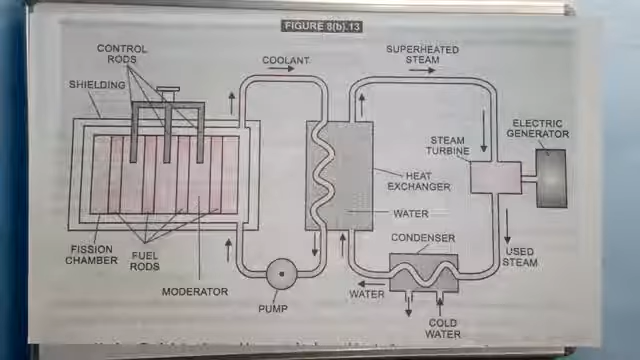 FIGURE 8(b).13
CONTROL
RODS
SHIELDING
COOLANT
SUPERHEATED
STEAM
STEAM
TURBINE
ELECTRIC
GENERATOR
HEAT
EXCHANGER
WATER
CONDENSER
USED
STEAM
FISSION
CHAMBER
FUEL
RODS
MODERATOR
PUMP
WATER
COLD
WATER